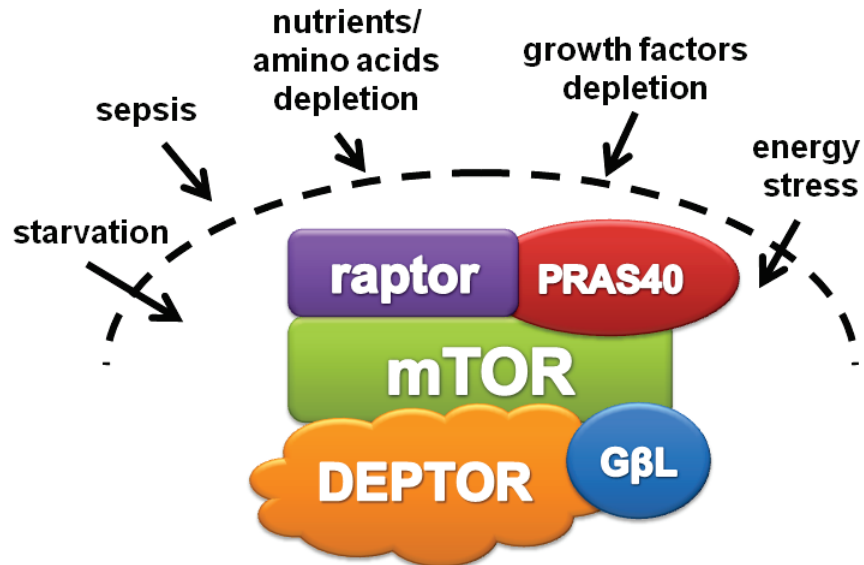 nutrients/
amino acids
depletion
growth factors
depletion
sepsis
energy
stress
starvation
raptor
PRAS40
mTOR
DEPTOR
GβL